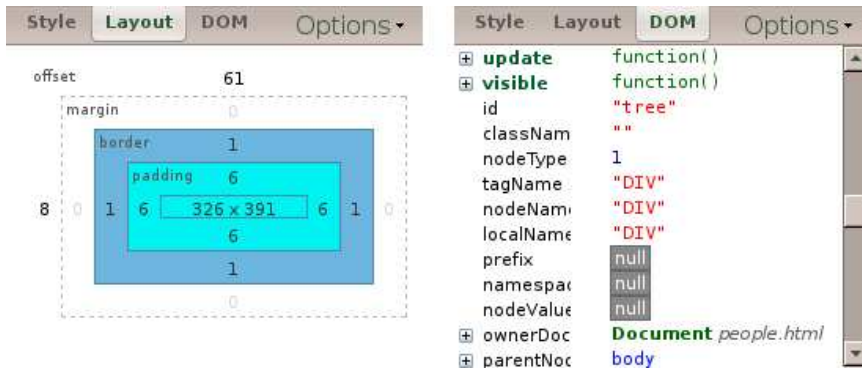 Style Layout DOM Options
offset 61
margin 0
border 1
padding 6
8 0 1 6 326 x 391 6 1 0
6
1
0
Style Layout DOM Options
update function()
visible function()
id "tree"
classNam ""
nodeType 1
tagName "DIV"
nodeName "DIV"
localName "DIV"
prefix null
namespac null
nodeValue null
ownerDoc Document people.html
parentNod body